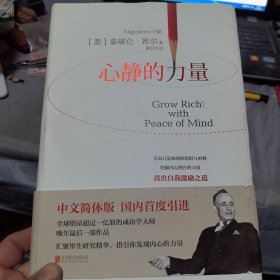 Napoleon Hill
[美] 拿破仑·希尔 著
心静的力量
Grow Rich!
with
Peace of Mind
找出自我激励之道
中文简体版 国内首度引进
全球销量超过一亿册的成功学大师
晚年最后一部作品
汇聚毕生研究精华，指引你发现内心的力量